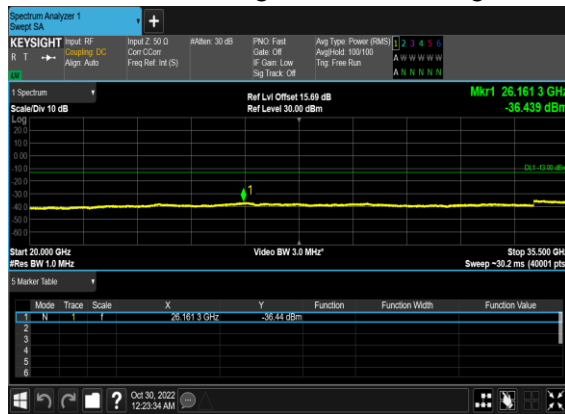 Spectrum Analyzer 1
Swept SA
KEYSIGHT Input: RF Input Z: 50 Ω #Atten: 30 dB PNO: Fast Avg Type: Power (RMS) 1 2 3 4 5 6
R T Coupling: DC Corr CCorr Gate: Off Avg|Hold: 100/100 A W W W W W
Align: Auto Freq Ref: Int (S) IF Gain: Low Trig: Free Run
LW Sig Track: Off A N N N N N
1 Spectrum Ref Lvl Offset 15.69 dB Mkr1 26.161 3 GHz
Scale/Div 10 dB Ref Level 30.00 dBm -36.439 dBm
Log
20.0
10.0
0.00
-10.0 DL1 -13.00 dBm
-20.0
-30.0 1
-40.0
-50.0
-60.0
Start 20.000 GHz Video BW 3.0 MHz* Stop 35.500 GHz
#Res BW 1.0 MHz Sweep ~30.2 ms (40001 pts)
5 Marker Table
Mode Trace Scale X Y Function Function Width Function Value
1 N 1 f 26.161 3 GHz -36.44 dBm
2
3
4
5
6
? Oct 30, 2022
12:23:34 AM